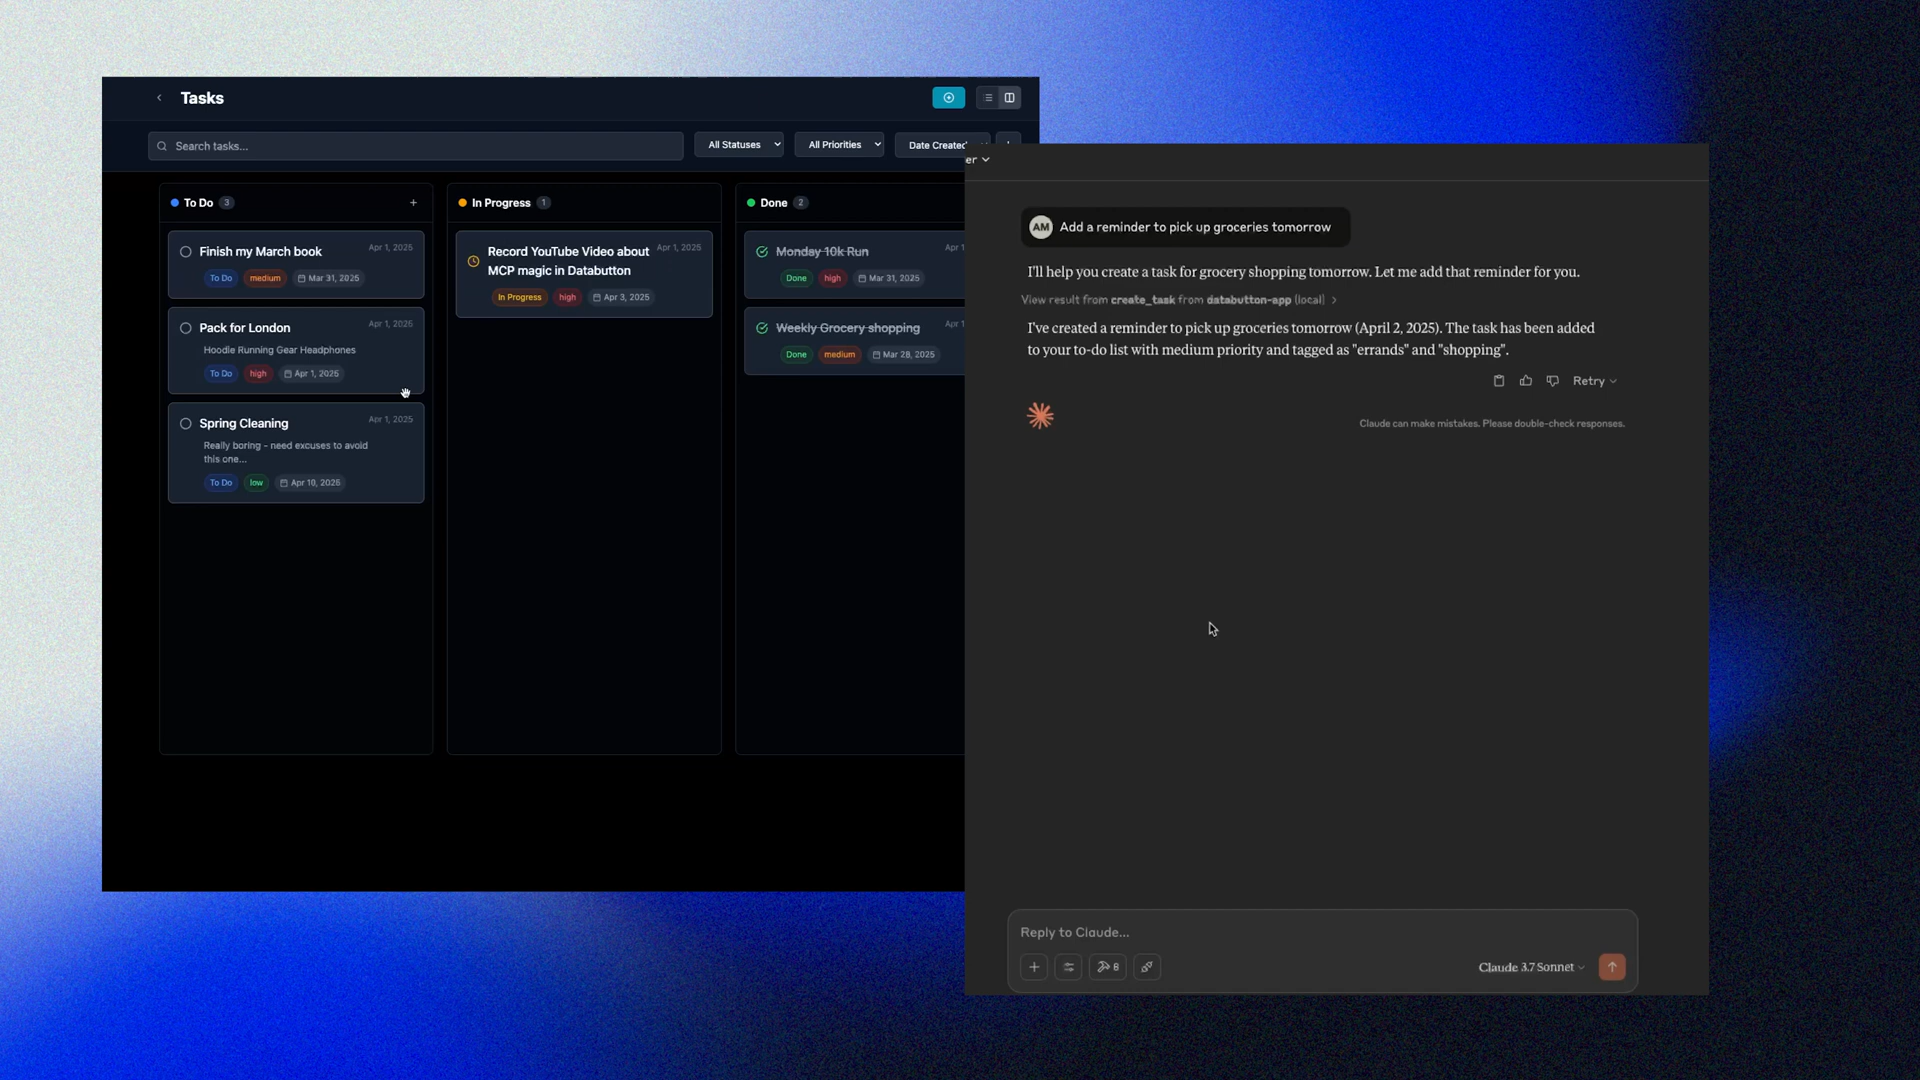 Tasks
Search tasks...
All Statuses
All Priorities
Date Created
To Do 3
Finish my March book
Apr 1, 2025
To Do medium Mar 31, 2025
Pack for London
Apr 1, 2025
Hoodie Running Gear Headphones
To Do high Apr 1, 2025
Spring Cleaning
Apr 1, 2025
Really boring - need excuses to avoid
this one...
To Do low Apr 10, 2025
In Progress 1
Record YouTube Video about
MCP magic in Databutton
Apr 1, 2025
In Progress high Apr 3, 2025
Done 2
Monday 10k Run
Apr 1
Done high Mar 31, 2025
Weekly Grocery shopping
Apr 1
Done medium Mar 28, 2025
er
AM Add a reminder to pick up groceries tomorrow
I'll help you create a task for grocery shopping tomorrow. Let me add that reminder for you.
View result from create_task from databutton-app (local)
I've created a reminder to pick up groceries tomorrow (April 2, 2025). The task has been added
to your to-do list with medium priority and tagged as "errands" and "shopping".
Retry
Claude can make mistakes. Please double-check responses.
Reply to Claude...
8
Claude 3.7 Sonnet